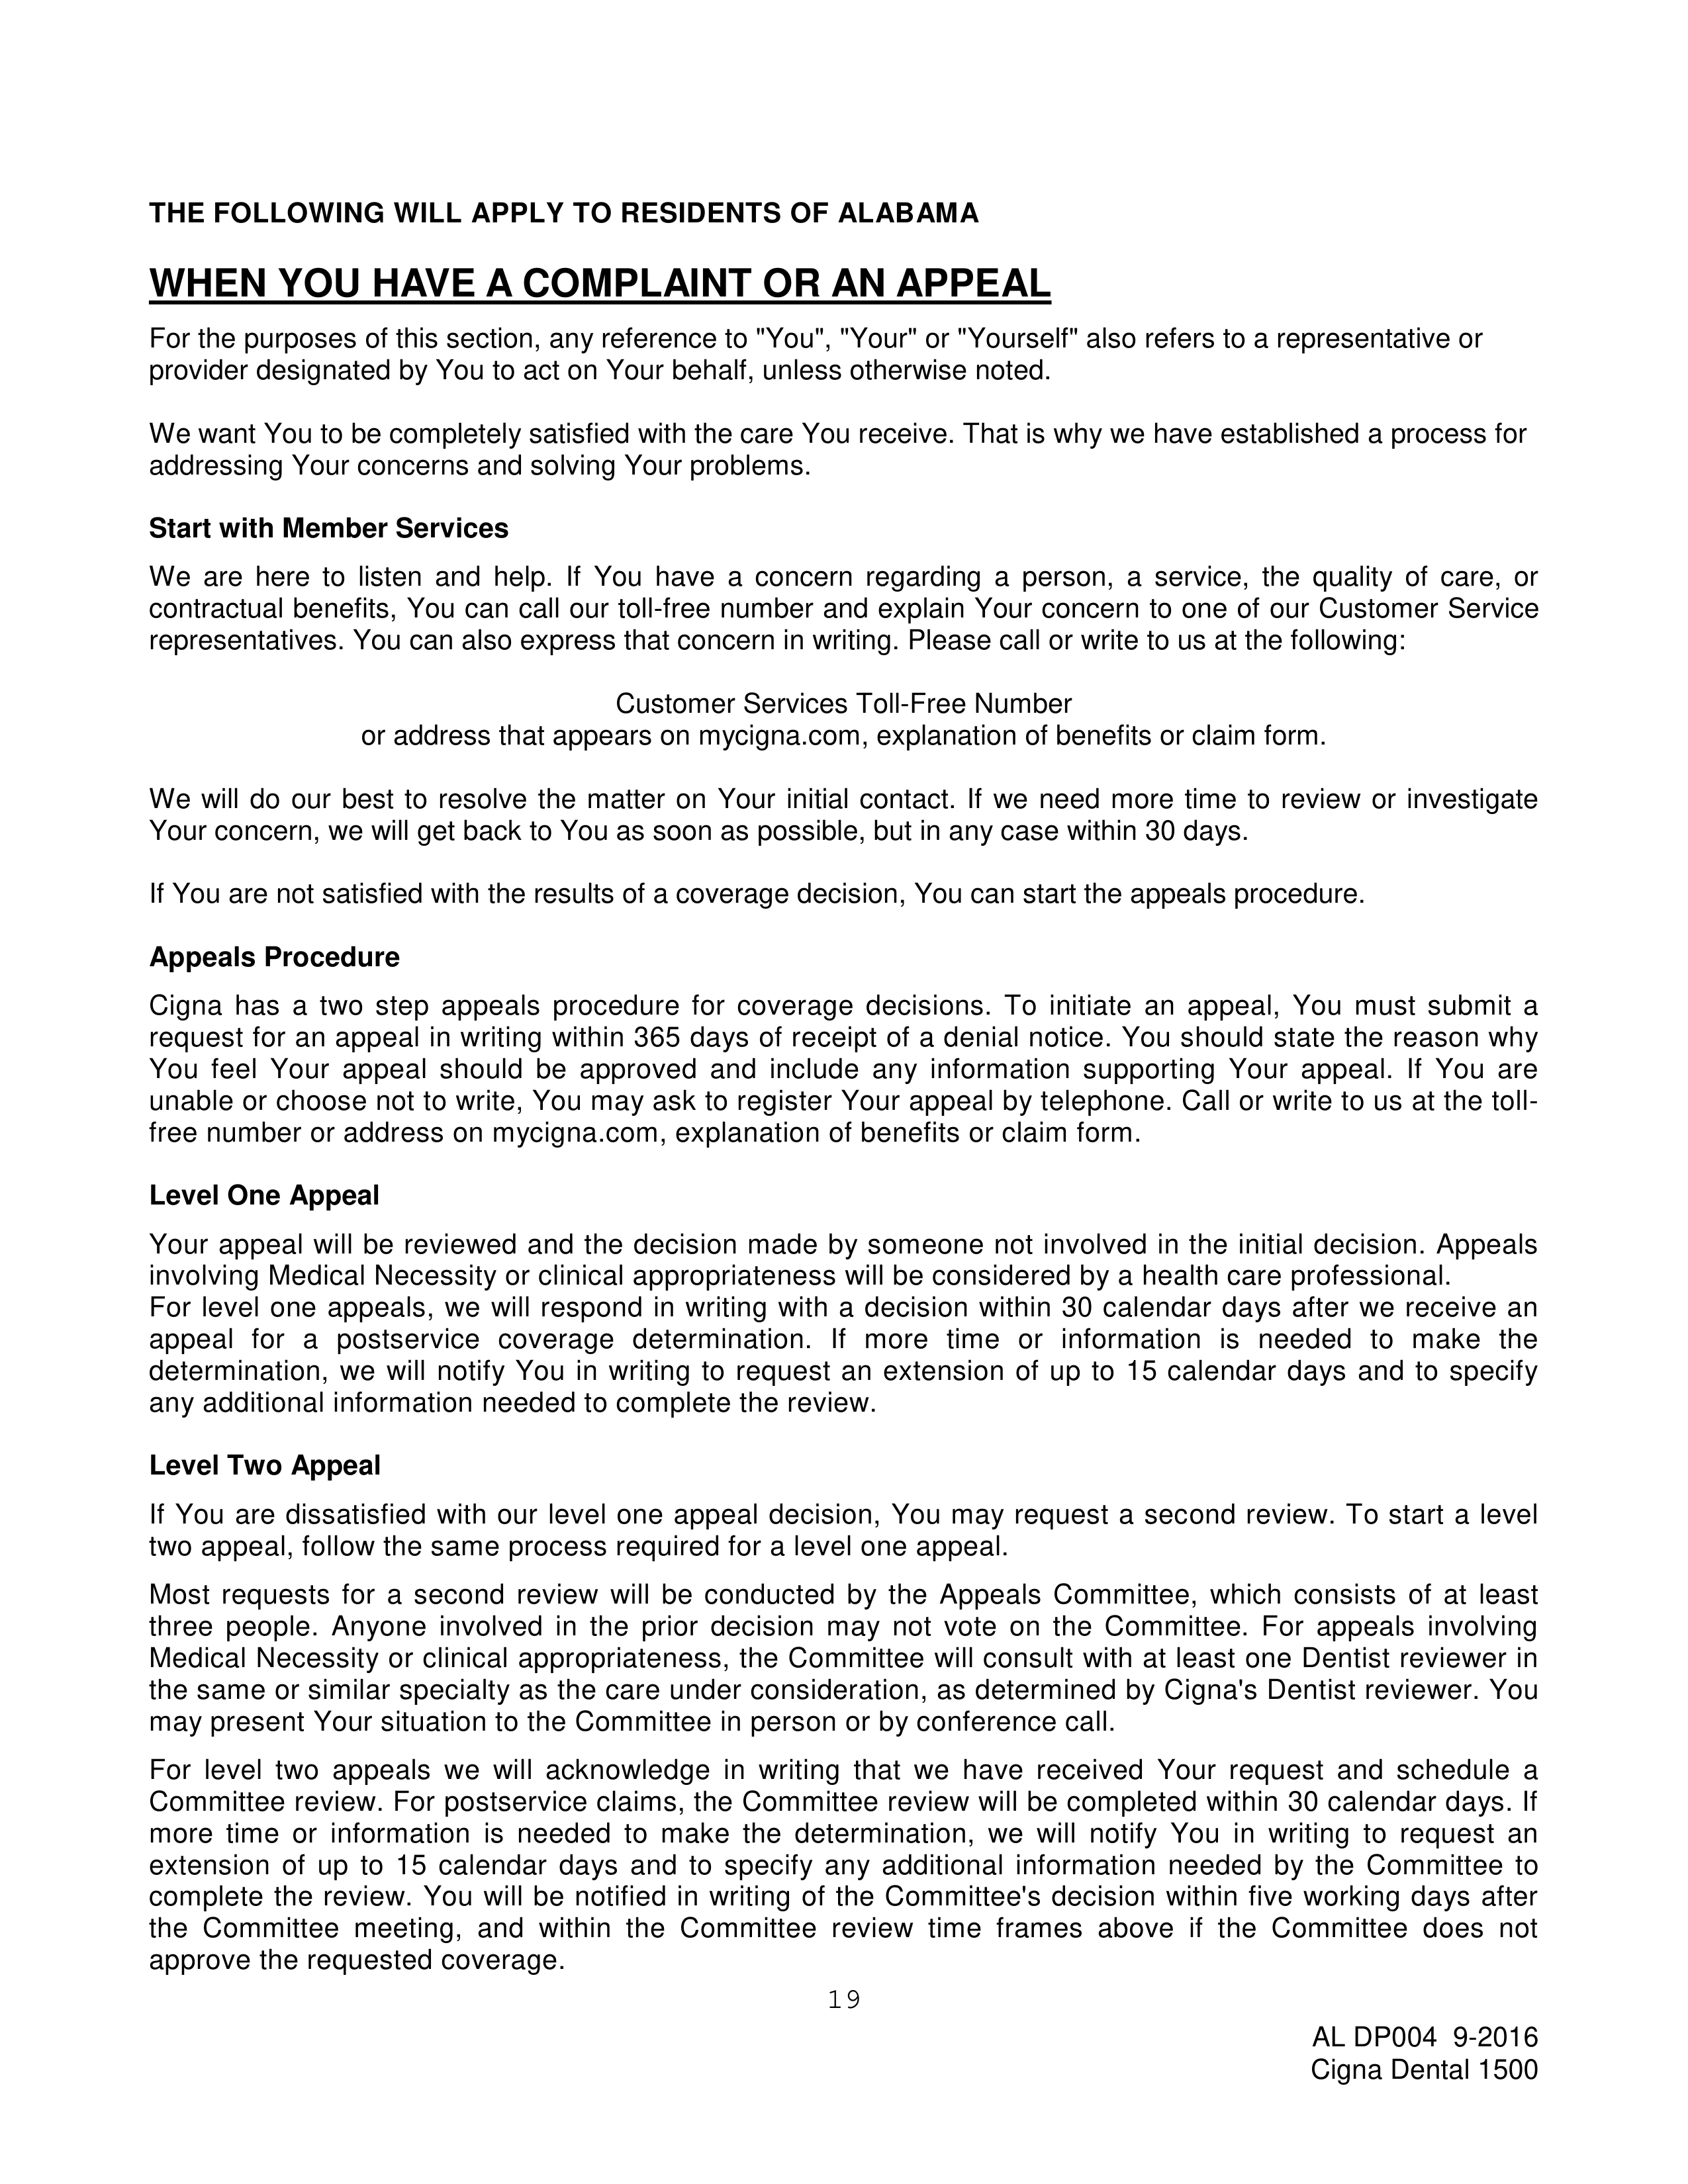 THE FOLLOWING WILL APPLY TO RESIDENTS OF ALABAMA
WHEN YOU HAVE A COMPLAINT OR AN APPEAL
For the purposes of this section, any reference to "You", "Your" or "Yourself" also refers to a representative or
provider designated by You to act on Your behalf, unless otherwise noted.
We want You to be completely satisfied with the care You receive. That is why we have established a process for
addressing Your concerns and solving Your problems.
Start with Member Services
We are here to listen and help. If You have a concern regarding a person, a service, the quality of care, or
contractual benefits, You can call our toll-free number and explain Your concern to one of our Customer Service
representatives. You can also express that concern in writing. Please call or write to us at the following:
Customer Services Toll-Free Number
or address that appears on mycigna.com, explanation of benefits or claim form.
We will do our best to resolve the matter on Your initial contact. If we need more time to review or investigate
Your concern, we will get back to You as soon as possible, but in any case within 30 days.
If You are not satisfied with the results of a coverage decision, You can start the appeals procedure.
Appeals Procedure
Cigna has a two step appeals procedure for coverage decisions. To initiate an appeal, You must submit a
request for an appeal in writing within 365 days of receipt of a denial notice. You should state the reason why
You feel Your appeal should be approved and include any information supporting Your appeal. If You are
unable or choose not to write, You may ask to register Your appeal by telephone. Call or write to us at the toll-
free number or address on mycigna.com, explanation of benefits or claim form.
Level One Appeal
Your appeal will be reviewed and the decision made by someone not involved in the initial decision. Appeals
involving Medical Necessity or clinical appropriateness will be considered by a health care professional.
For level one appeals, we will respond in writing with a decision within 30 calendar days after we receive an
appeal for a postservice coverage determination. If more time or information is needed to make the
determination, we will notify You in writing to request an extension of up to 15 calendar days and to specify
any additional information needed to complete the review.
Level Two Appeal
If You are dissatisfied with our level one appeal decision, You may request a second review. To start a level
two appeal, follow the same process required for a level one appeal.
Most requests for a second review will be conducted by the Appeals Committee, which consists of at least
three people. Anyone involved in the prior decision may not vote on the Committee. For appeals involving
Medical Necessity or clinical appropriateness, the Committee will consult with at least one Dentist reviewer in
the same or similar specialty as the care under consideration, as determined by Cigna's Dentist reviewer. You
may present Your situation to the Committee in person or by conference call.
For level two appeals we will acknowledge in writing that we have received Your request and schedule a
Committee review. For postservice claims, the Committee review will be completed within 30 calendar days. If
more time or information is needed to make the determination, we will notify You in writing to request an
extension of up to 15 calendar days and to specify any additional information needed by the Committee to
complete the review. You will be notified in writing of the Committee's decision within five working days after
the Committee meeting, and within the Committee review time frames above if the Committee does not
approve the requested coverage.
19
AL DP004 9-2016
Cigna Dental 1500